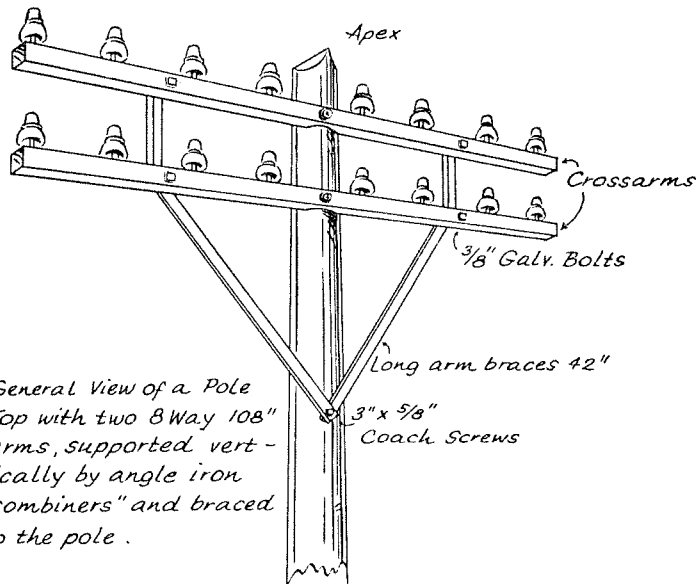 Apex
Crossarms
3/8" Galv. Bolts
Long arm braces 42"
3" x 5/8"
Coach Screws
General View of a Pole
Top with two 8 Way 108"
arms, supported vert-
ically by angle iron
"combiners" and braced
to the pole.